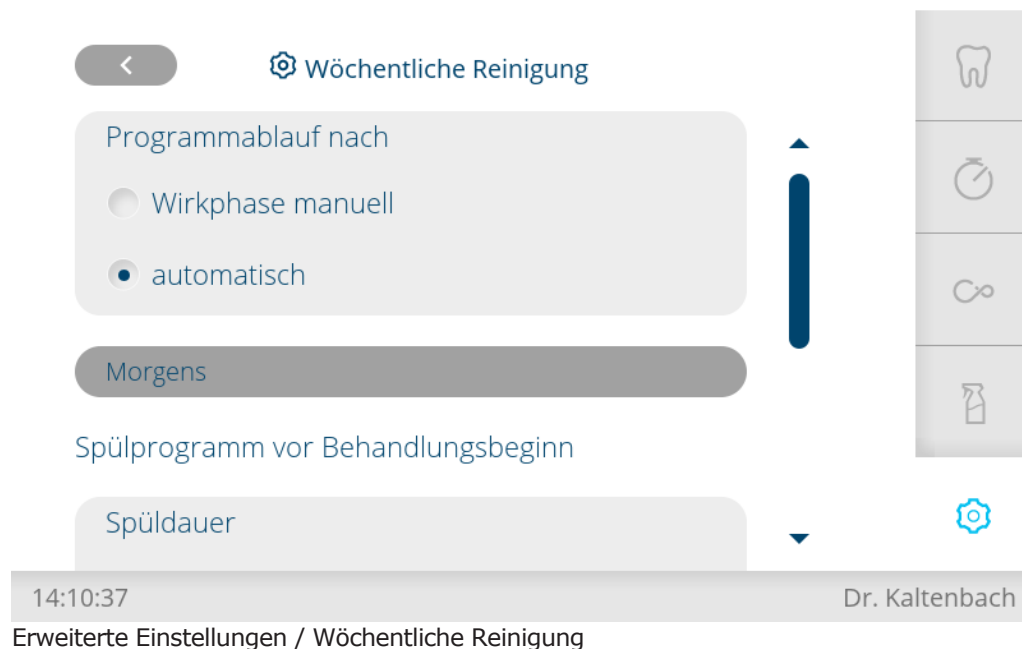 Wöchentliche Reinigung
Programmablauf nach
Wirkphase manuell
automatisch
Morgens
Spülprogramm vor Behandlungsbeginn
Spüldauer
14:10:37 Dr. Kaltenbach
Erweiterte Einstellungen / Wöchentliche Reinigung